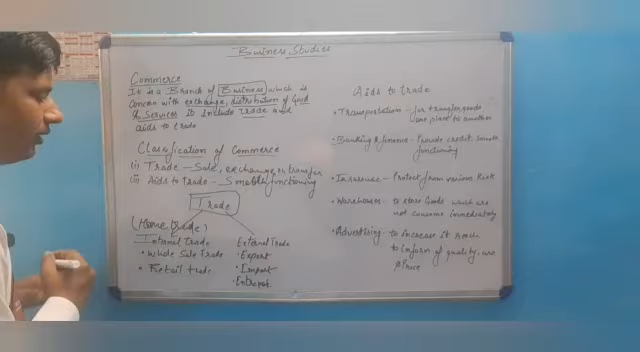 Business Studies
Commerce
It is a Branch of Business which is
concern with exchange, distribution of Good
& Services It include trade and
aids to trade
Classification of Commerce
(i) Trade - Sale, exchange, or transfer
(ii) Aids to trade - Smooth functioning
Trade
(Home trade)
Internal Trade
• Whole Sale Trade
• Retail trade
External Trade
• Export
• Import
• Entrepot
Aids to trade
• Transportation - for transfer goods
one place to another
• Banking & finance - Provide credit. Smooth
functioning
• Insurance - Protect from various Risk
• Warehouse - to store Goods which are
not consume immediately
• Advertising - to increase it reach
to inform of quality, use
Price